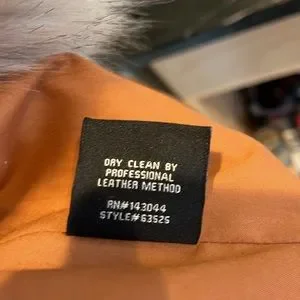 DRY CLEAN BY
PROFESSIONAL
LEATHER METHOD
RN#143044
STYLE#63525